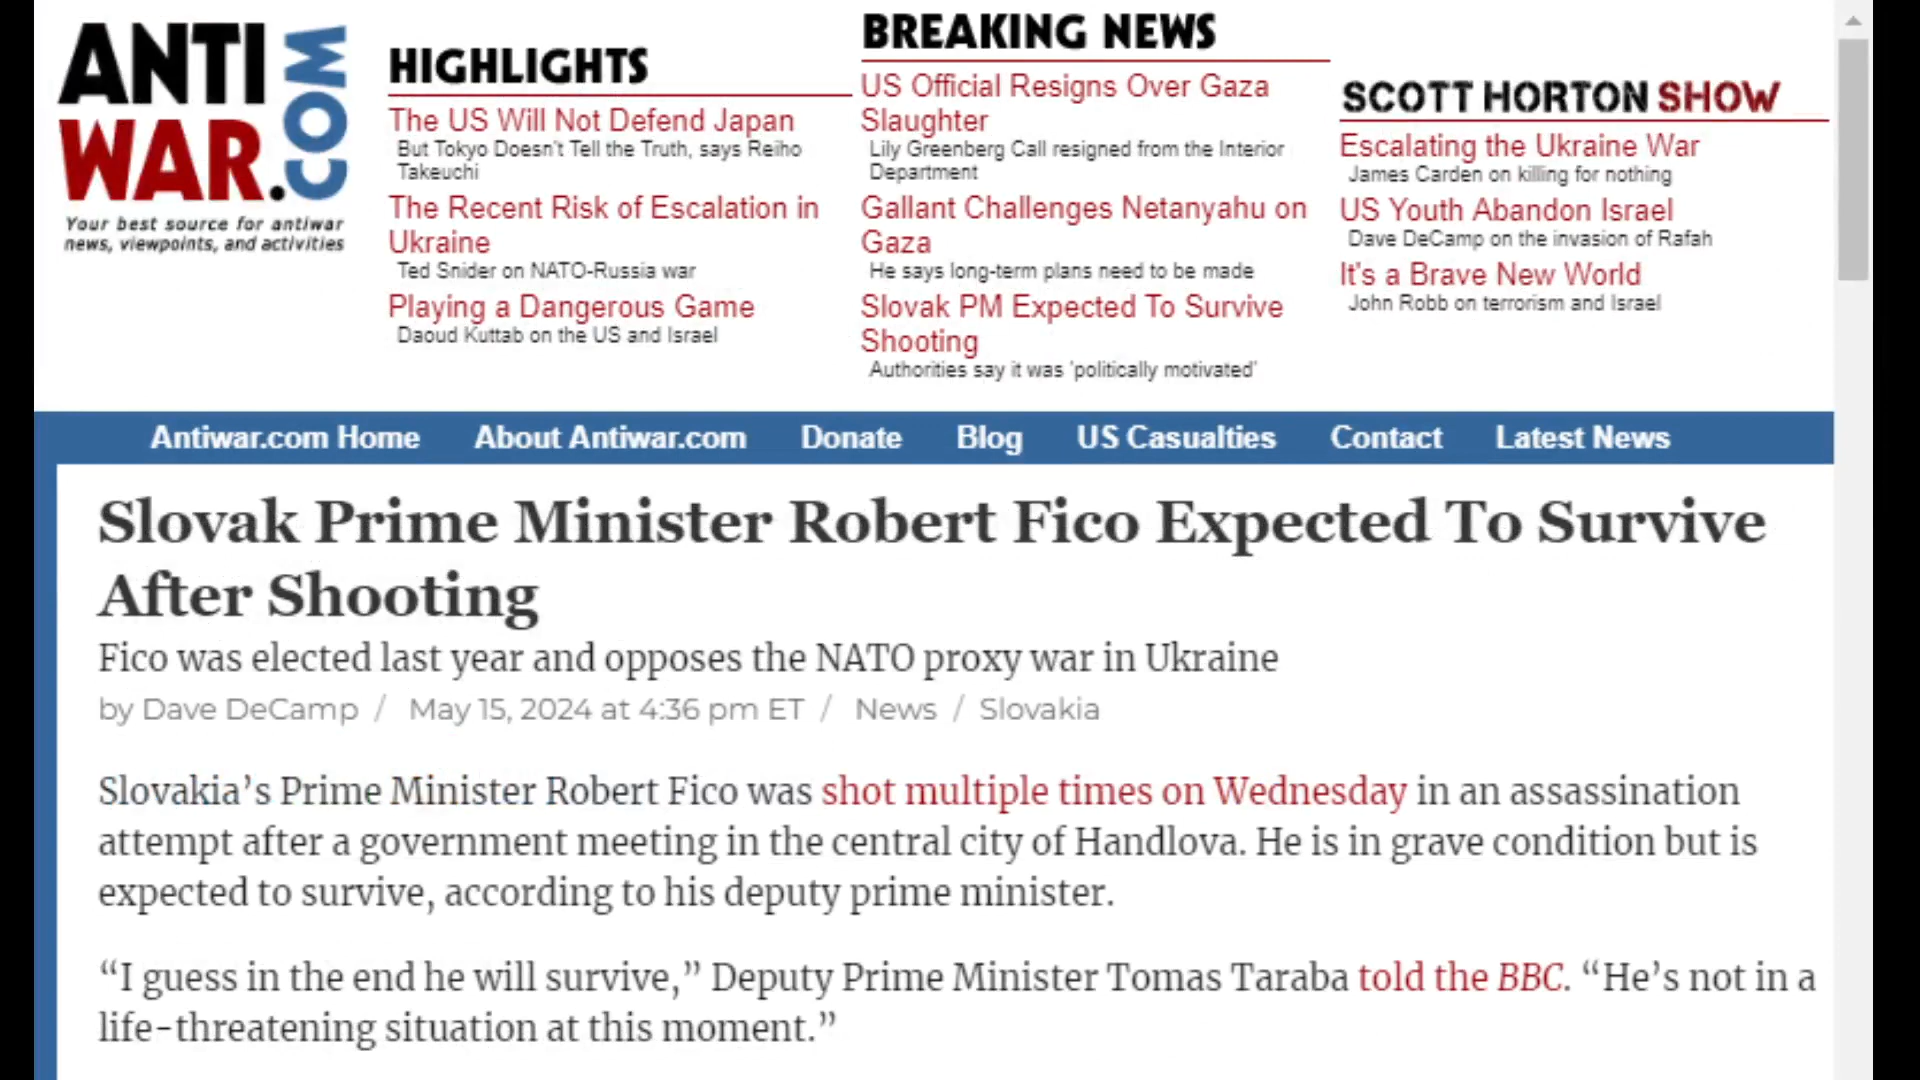 ANTI
WAR.COM
Your best source for antiwar
news, viewpoints, and activities
HIGHLIGHTS
The US Will Not Defend Japan
But Tokyo Doesn't Tell the Truth, says Reiho
Takeuchi
The Recent Risk of Escalation in
Ukraine
Ted Snider on NATO-Russia war
Playing a Dangerous Game
Daoud Kuttab on the US and Israel
BREAKING NEWS
US Official Resigns Over Gaza
Slaughter
Lily Greenberg Call resigned from the Interior
Department
Gallant Challenges Netanyahu on
Gaza
He says long-term plans need to be made
Slovak PM Expected To Survive
Shooting
Authorities say it was 'politically motivated'
SCOTT HORTON SHOW
Escalating the Ukraine War
James Carden on killing for nothing
US Youth Abandon Israel
Dave DeCamp on the invasion of Rafah
It's a Brave New World
John Robb on terrorism and Israel
Antiwar.com Home About Antiwar.com Donate Blog US Casualties Contact Latest News
Slovak Prime Minister Robert Fico Expected To Survive
After Shooting
Fico was elected last year and opposes the NATO proxy war in Ukraine
by Dave DeCamp / May 15, 2024 at 4:36 pm ET / News / Slovakia
Slovakia’s Prime Minister Robert Fico was shot multiple times on Wednesday in an assassination
attempt after a government meeting in the central city of Handlova. He is in grave condition but is
expected to survive, according to his deputy prime minister.
“I guess in the end he will survive,” Deputy Prime Minister Tomas Taraba told the BBC. “He’s not in a
life-threatening situation at this moment.”